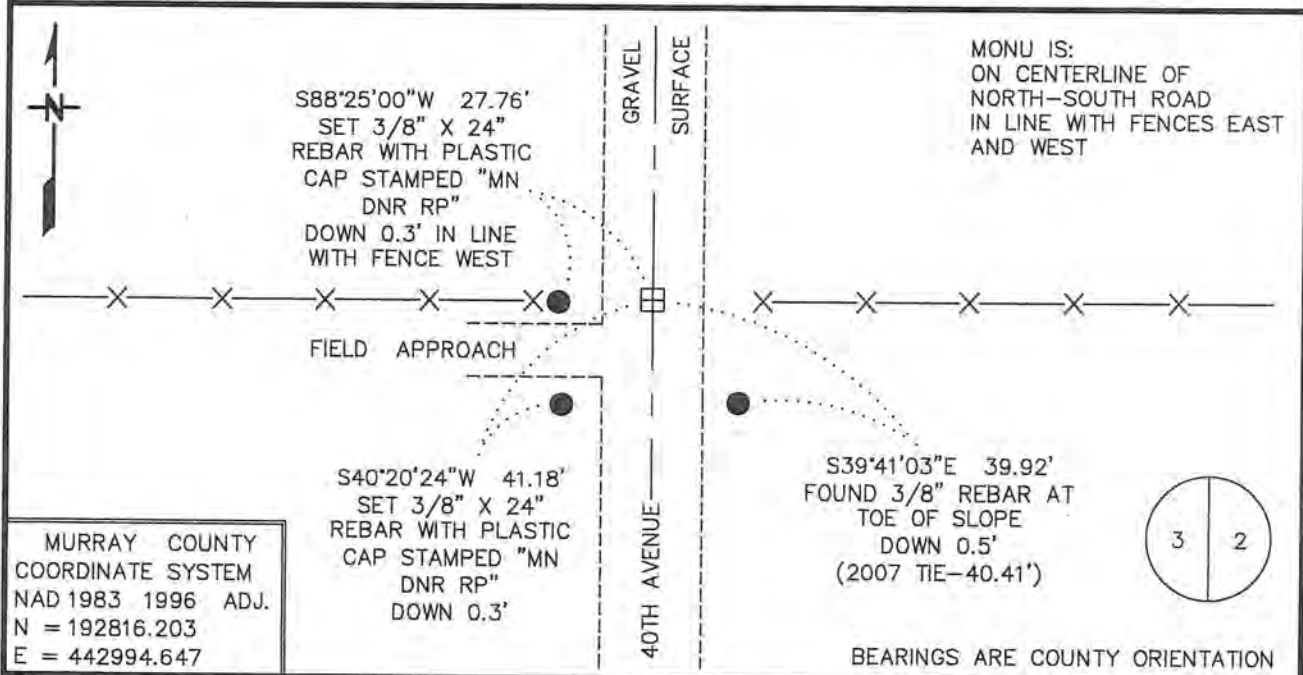 N
S88°25'00"W 27.76'
SET 3/8" X 24"
REBAR WITH PLASTIC
CAP STAMPED "MN
DNR RP"
DOWN 0.3' IN LINE
WITH FENCE WEST
GRAVEL
SURFACE
MONU IS:
ON CENTERLINE OF
NORTH-SOUTH ROAD
IN LINE WITH FENCES EAST
AND WEST
FIELD APPROACH
S40°20'24"W 41.18'
SET 3/8" X 24"
REBAR WITH PLASTIC
CAP STAMPED "MN
DNR RP"
DOWN 0.3'
40TH AVENUE
S39°41'03"E 39.92'
FOUND 3/8" REBAR AT
TOE OF SLOPE
DOWN 0.5'
(2007 TIE-40.41')
3 2
MURRAY COUNTY
COORDINATE SYSTEM
NAD 1983 1996 ADJ.
N = 192816.203
E = 442994.647
BEARINGS ARE COUNTY ORIENTATION